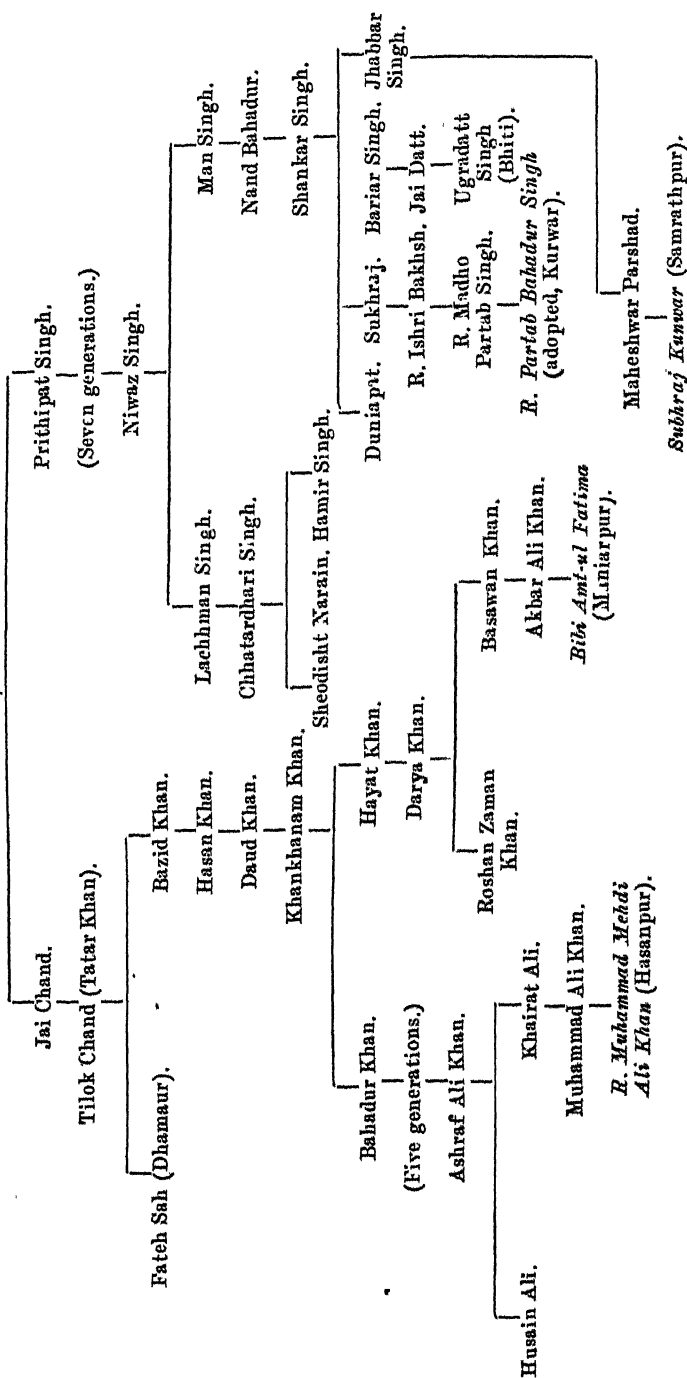 Jai Chand.
Tilok Chand (Tatar Khan).
Fateh Sah (Dhamaur).
Bazid Khan.
Hasan Khan.
Daud Khan.
Khankhanam Khan.
Bahadur Khan.
(Five generations.)
Ashraf Ali Khan.
Husain Ali.
Khairat Ali.
Muhammad Ali Khan.
R. Muhammad Mehdi
Ali Khan (Hasanpur).
Hayat Khan.
Darya Khan.
Roshan Zaman
Khan.
Basawan Khan.
Akbar Ali Khan.
Bibi Amt-ul Fatima
(Maniarpur).
Prithipat Singh.
(Seven generations.)
Niwaz Singh.
Lachhman Singh.
Chhatardhari Singh.
Sheodisht Narain. Hamir Singh.
Man Singh.
Nand Bahadur.
Shankar Singh.
Duniapat. Sukhraj. Bariar Singh. Jhabbar
Singh.
R. Ishri Bakhsh. Jai Datt.
R. Madho
Partab Singh.
Ugradatt
Singh
(Bhiti).
R. Partab Bahadur Singh
(adopted, Kurwar).
Maheshwar Parshad.
Subhraj Kunwar (Samrathpur).